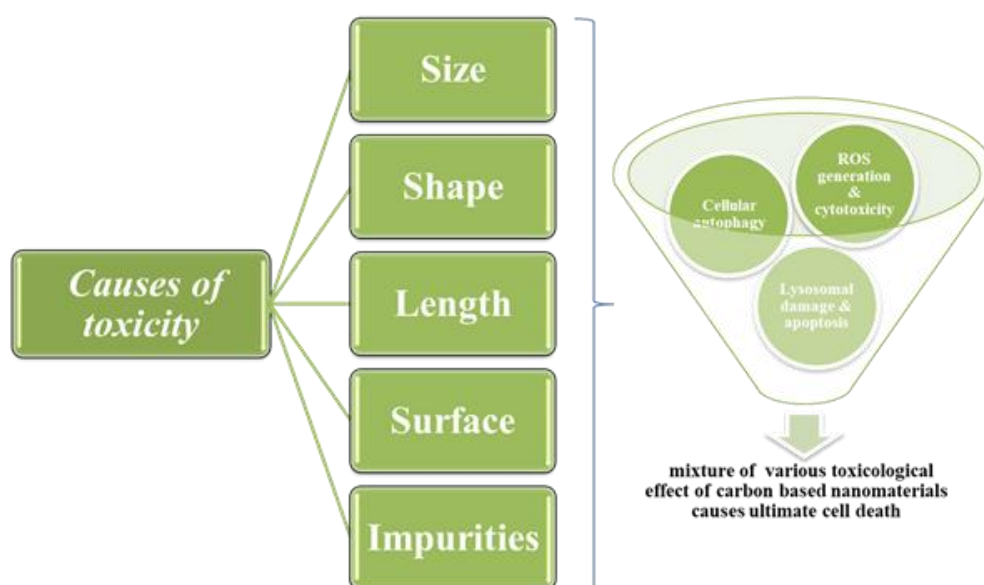 Causes of
toxicity
Size
Shape
Length
Surface
Impurities
Cellular
autophagy
ROS
generation
&
cytotoxicity
Lysosomal
damage &
apoptosis
mixture of various toxicological
effect of carbon based nanomaterials
causes ultimate cell death